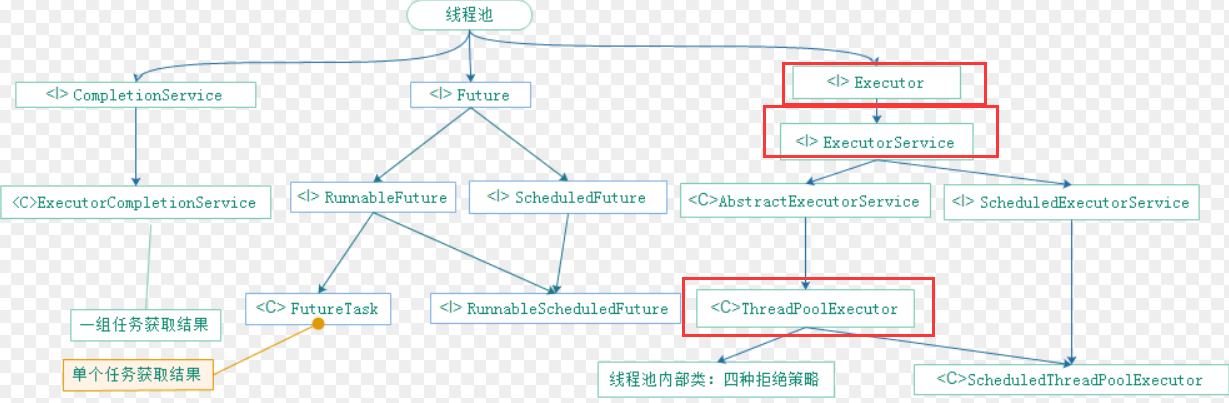 线程池
<I> CompletionService
<I> Future
<I> Executor
<I> ExecutorService
<C>ExecutorCompletionService
<I> RunnableFuture
<I> ScheduledFuture
<C>AbstractExecutorService
<I> ScheduledExecutorService
<C> FutureTask
<I> RunnableScheduledFuture
<C>ThreadPoolExecutor
一组任务获取结果
单个任务获取结果
线程池内部类：四种拒绝策略
<C>ScheduledThreadPoolExecutor